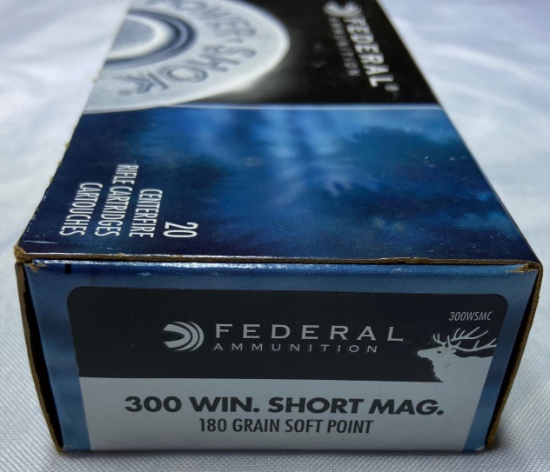 POWER·SHOK®
FEDERAL®
AMMUNITION
20
CENTERFIRE
RIFLE CARTRIDGES
CARTOUCHES
300WSMC
FEDERAL
AMMUNITION
300 WIN. SHORT MAG.
180 GRAIN SOFT POINT